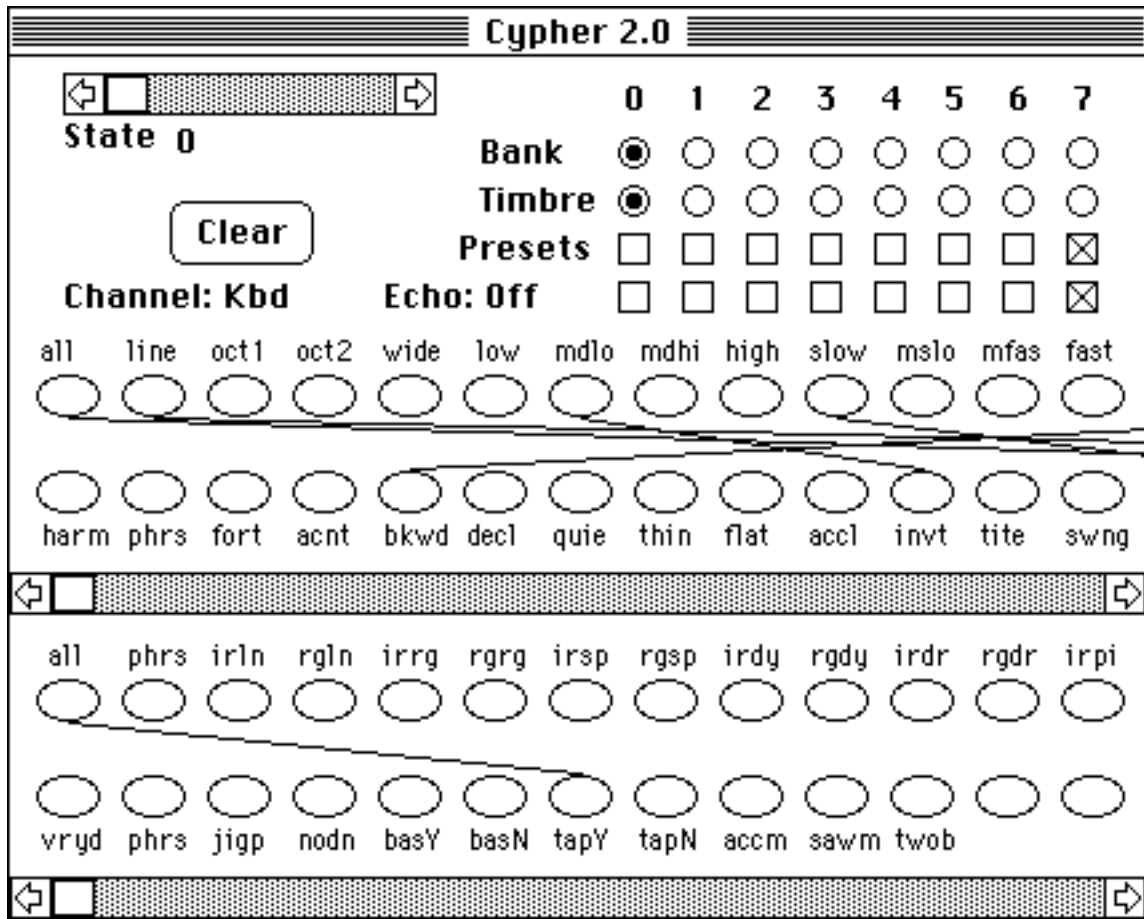 Cypher 2.0
0 1 2 3 4 5 6 7
State 0
Bank
Timbre
Clear
Presets
Channel: Kbd Echo: Off
all line oct1 oct2 wide low mdlo mdhi high slow mslo mfas fast
harm phrs fort acnt bkwd decl quie thin flat accl invt tite swng
all phrs irln rgln irrg rgrg irsp rgsp irdy rgdy irdr rgdr irpi
vryd phrs jigp nodn basY basN tapY tapN accm sawm twob